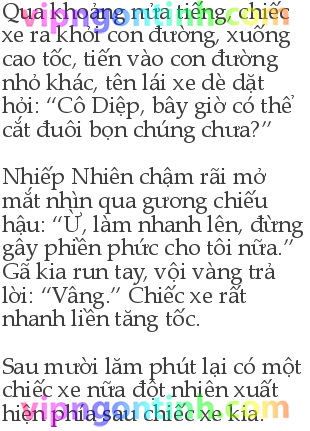 Qua khoảng nửa tiếng, chiếc
xe ra khỏi con đường, xuống
cao tốc, tiến vào con đường
nhỏ khác, tên lái xe dè dặt
hỏi: “Cô Diệp, bây giờ có thể
cắt đuôi bọn chúng chưa?”
Nhiếp Nhiên chậm rãi mở
mắt nhìn qua gương chiếu
hậu: “Ừ, làm nhanh lên, đừng
gây phiền phức cho tôi nữa.”
Gã kia run tay, vội vàng trả
lời: “Vâng.” Chiếc xe rất
nhanh liền tăng tốc.
Sau mười lăm phút lại có một
chiếc xe nữa đột nhiên xuất
hiện phía sau chiếc xe kia.
vipngontinh.com
vipngontinh.com